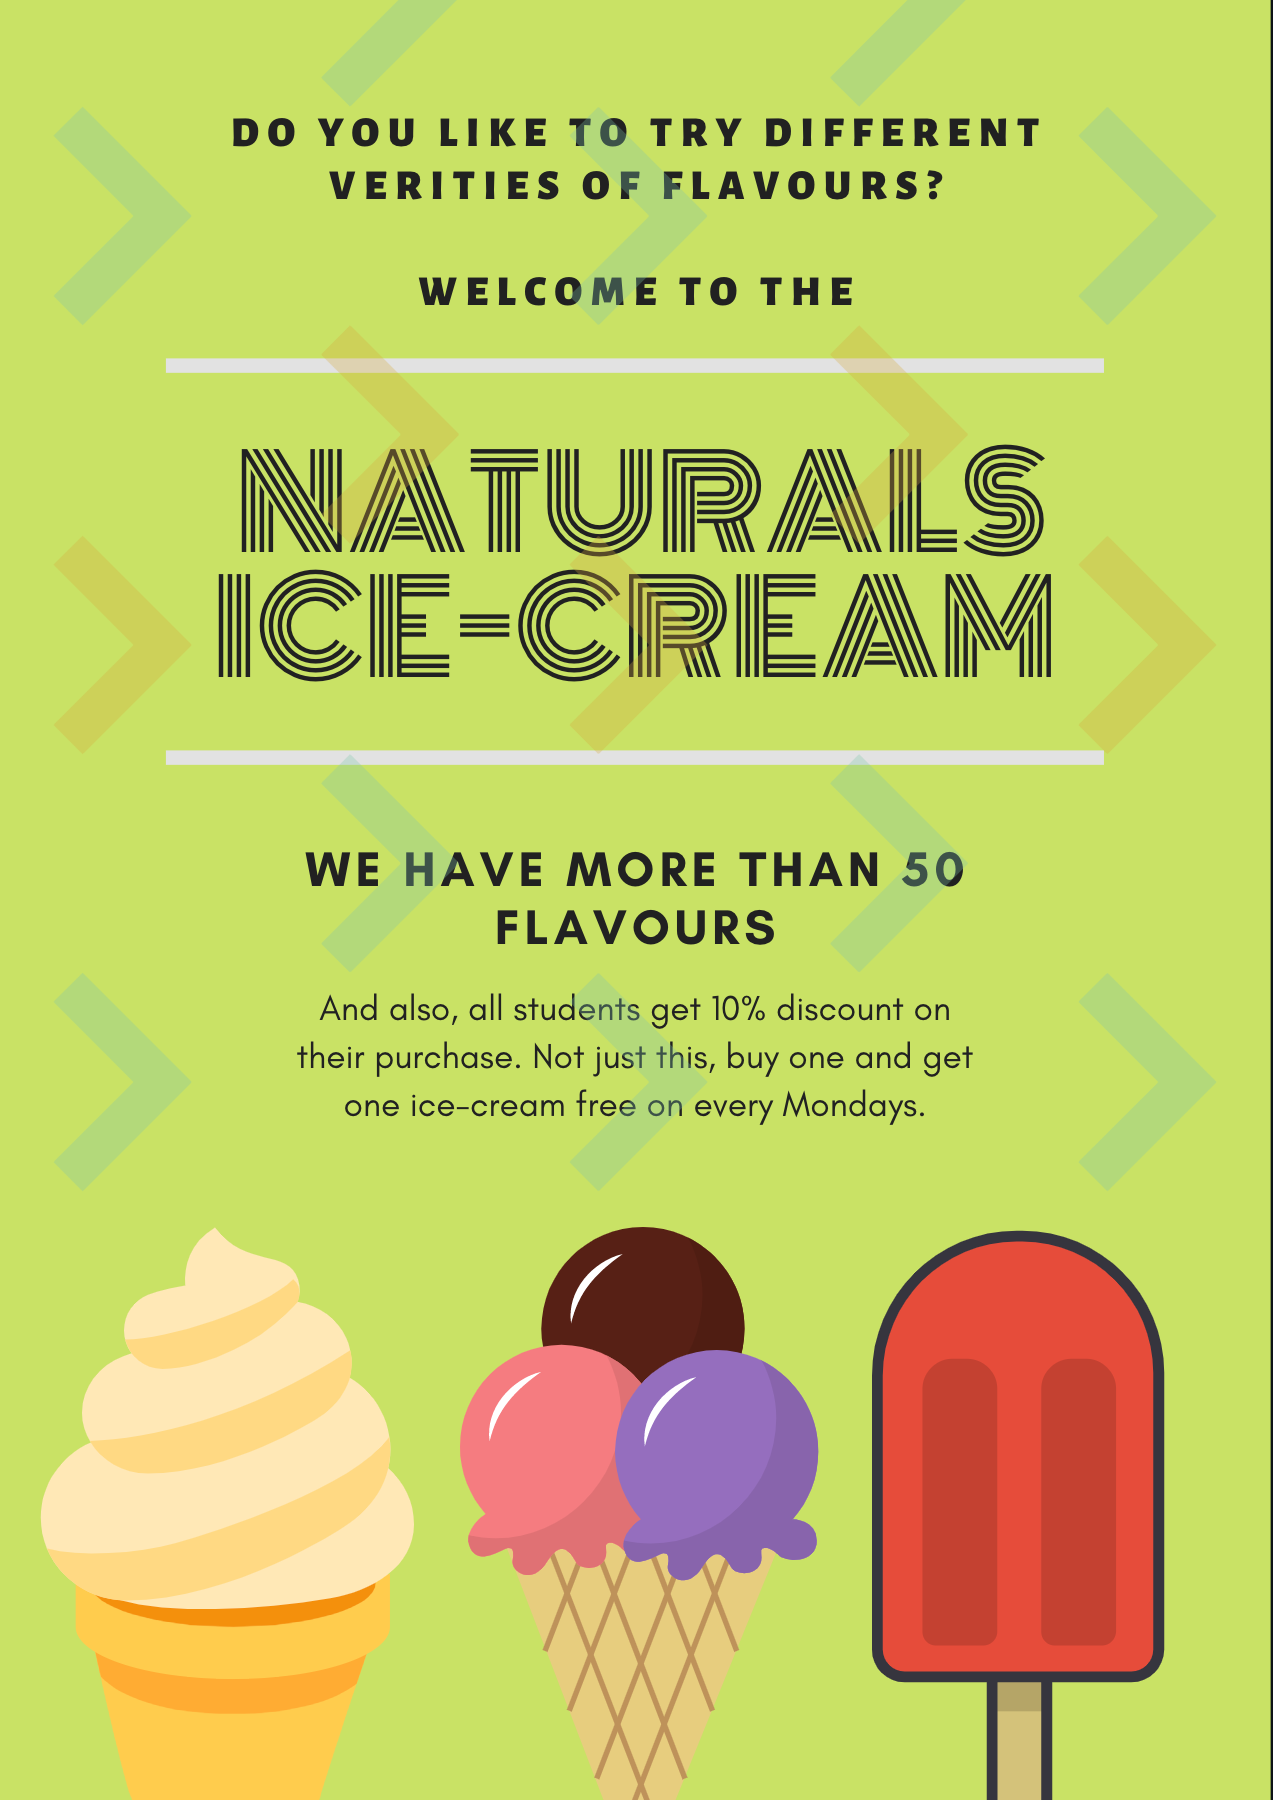 DO YOU LIKE TO TRY DIFFERENT
VERITIES OF FLAVOURS?
WELCOME TO THE
NATURALS
ICE-CREAM
WE HAVE MORE THAN 50
FLAVOURS
And also, all students get 10% discount on
their purchase. Not just this, buy one and get
one ice-cream free on every Mondays.